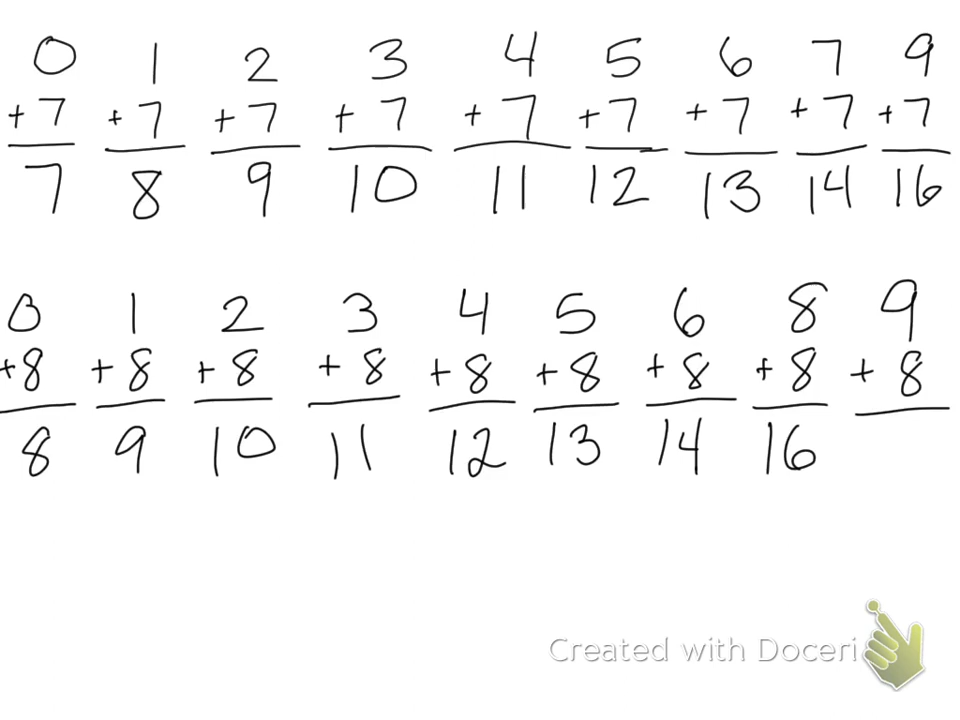 0 1 2 3 4 5 6 7 9
+7 +7 +7 +7 +7 +7 +7 +7 +7
7 8 9 10 11 12 13 14 16
0 1 2 3 4 5 6 8 9
+8 +8 +8 +8 +8 +8 +8 +8 +8
8 9 10 11 12 13 14 16
Created with Doceri